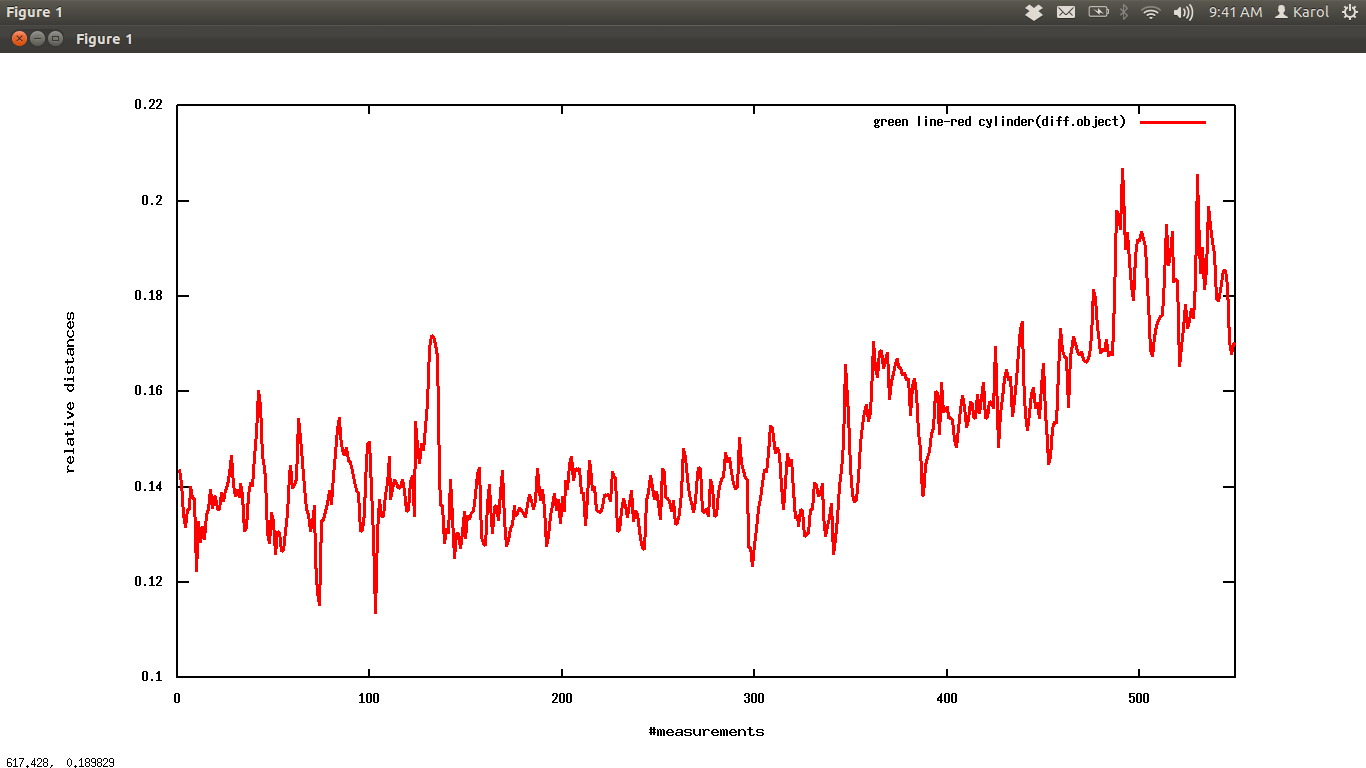 Figure 1
9:41 AM Karol
Figure 1
0.22
green line-red cylinder(diff.object)
0.2
0.18
0.16
0.14
0.12
0.1
relative distances
0 100 200 300 400 500
#measurements
617.428, 0.189829